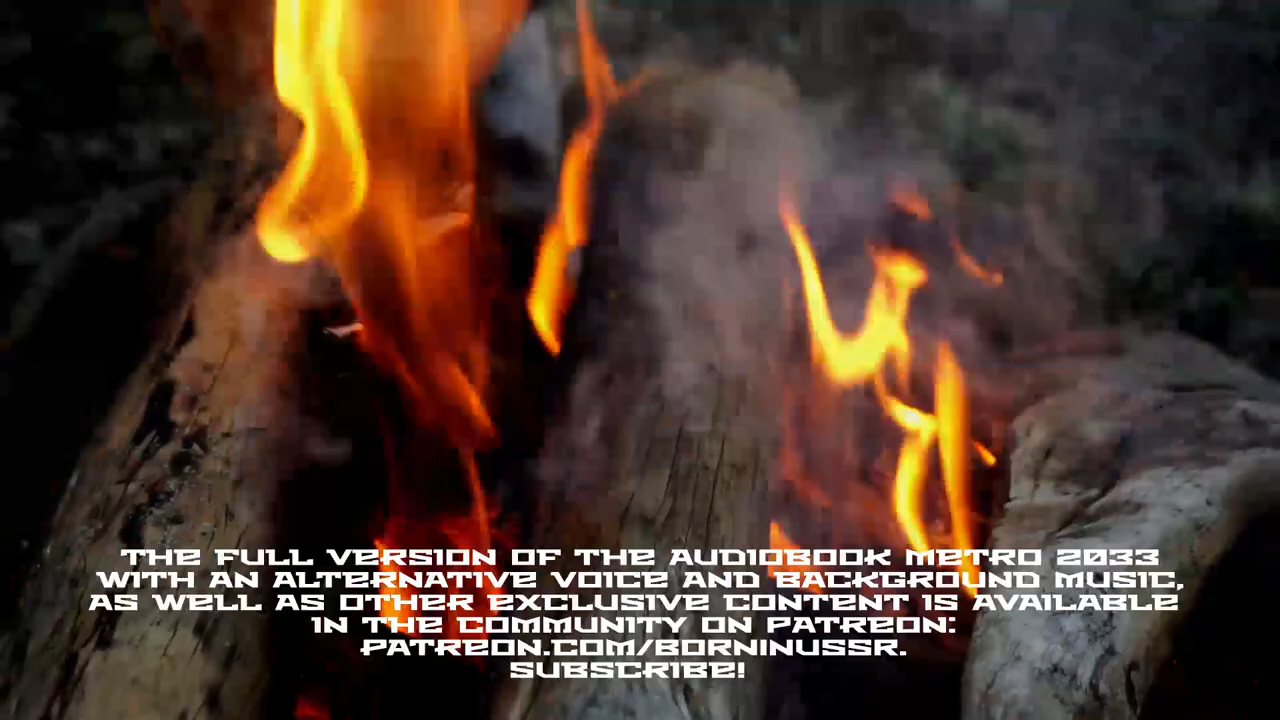 THE FULL VERSION OF THE AUDIOBOOK METRO 2033
WITH AN ALTERNATIVE VOICE AND BACKGROUND MUSIC,
AS WELL AS OTHER EXCLUSIVE CONTENT IS AVAILABLE
IN THE COMMUNITY ON PATREON:
PATREON.COM/BORNINUSSR.
SUBSCRIBE!